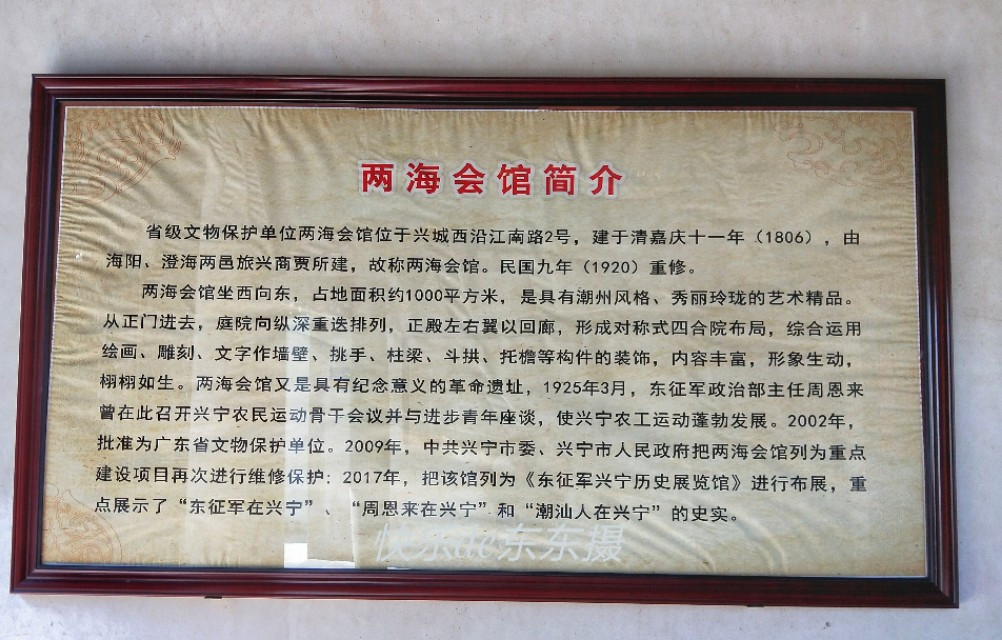 两海会馆简介
省级文物保护单位两海会馆位于兴城西沿江南路2号，建于清嘉庆十一年（1806），由
海阳、澄海两邑旅兴商贾所建，故称两海会馆。民国九年（1920）重修。
两海会馆坐西向东，占地面积约1000平方米，是具有潮州风格、秀丽玲珑的艺术精品。
从正门进去，庭院向纵深重迭排列，正殿左右翼以回廊，形成对称式四合院布局，综合运用
绘画、雕刻、文字作墙壁、挑手、柱梁、斗拱、托檐等构件的装饰，内容丰富，形象生动，
栩栩如生。两海会馆又是具有纪念意义的革命遗址，1925年3月，东征军政治部主任周恩来
曾在此召开兴宁农民运动骨干会议并与进步青年座谈，使兴宁农工运动蓬勃发展。2002年，
批准为广东省文物保护单位。2009年，中共兴宁市委、兴宁市人民政府把两海会馆列为重点
建设项目再次进行维修保护；2017年，把该馆列为《东征军兴宁历史展览馆》进行布展，重
点展示了“东征军在兴宁”、“周恩来在兴宁”和“潮汕人在兴宁”的史实。
快乐de东东摄